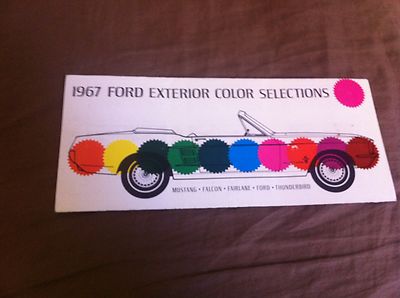 1967 FORD EXTERIOR COLOR SELECTIONS
MUSTANG • FALCON • FAIRLANE • FORD • THUNDERBIRD